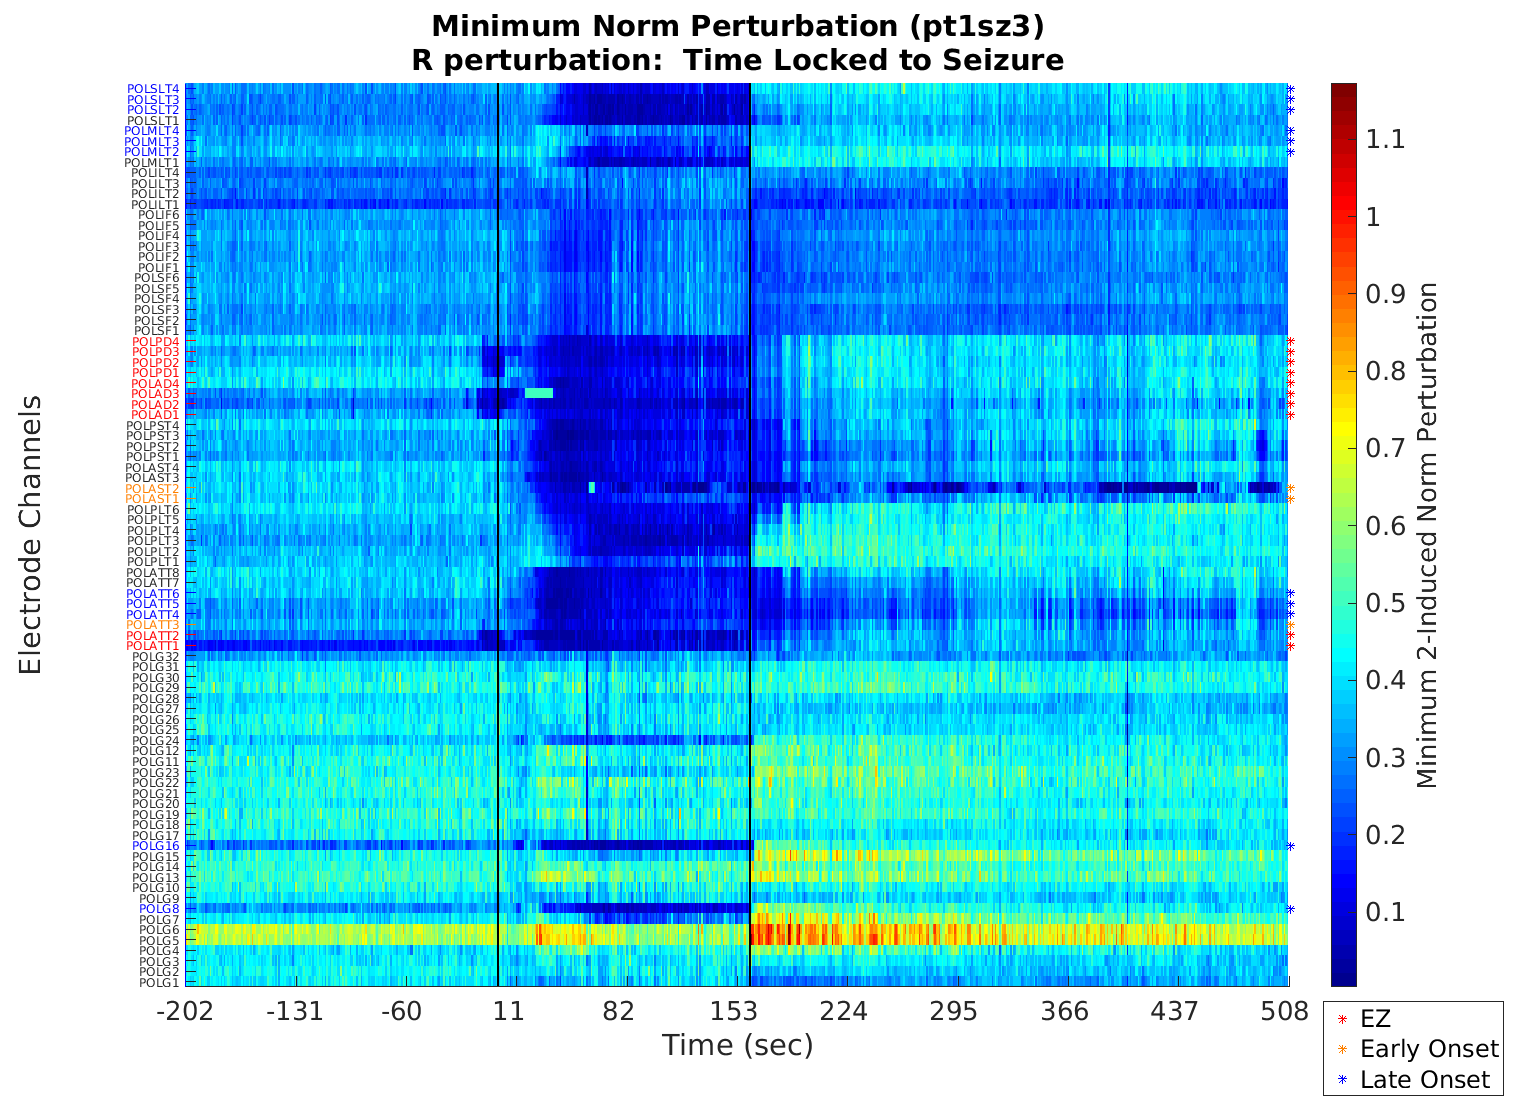 Minimum Norm Perturbation (pt1sz3)
R perturbation:  Time Locked to Seizure
Electrode Channels
POLSLT4
POLSLT3
POLSLT2
POLSLT1
POLMLT4
POLMLT3
POLMLT2
POLMLT1
POLILT4
POLILT3
POLILT2
POLILT1
POLIF6
POLIF5
POLIF4
POLIF3
POLIF2
POLIF1
POLSF6
POLSF5
POLSF4
POLSF3
POLSF2
POLSF1
POLPD4
POLPD3
POLPD2
POLPD1
POLAD4
POLAD3
POLAD2
POLAD1
POLPST4
POLPST3
POLPST2
POLPST1
POLAST4
POLAST3
POLAST2
POLAST1
POLPLT6
POLPLT5
POLPLT4
POLPLT3
POLPLT2
POLPLT1
POLATT8
POLATT7
POLATT6
POLATT5
POLATT4
POLATT3
POLATT2
POLATT1
POLG32
POLG31
POLG30
POLG29
POLG28
POLG27
POLG26
POLG25
POLG24
POLG12
POLG11
POLG23
POLG22
POLG21
POLG20
POLG19
POLG18
POLG17
POLG16
POLG15
POLG14
POLG13
POLG10
POLG9
POLG8
POLG7
POLG6
POLG5
POLG4
POLG3
POLG2
POLG1
-202 -131 -60 11 82 153 224 295 366 437 508
Time (sec)
1.1
1
0.9
0.8
0.7
0.6
0.5
0.4
0.3
0.2
0.1
Minimum 2-Induced Norm Perturbation
EZ
Early Onset
Late Onset